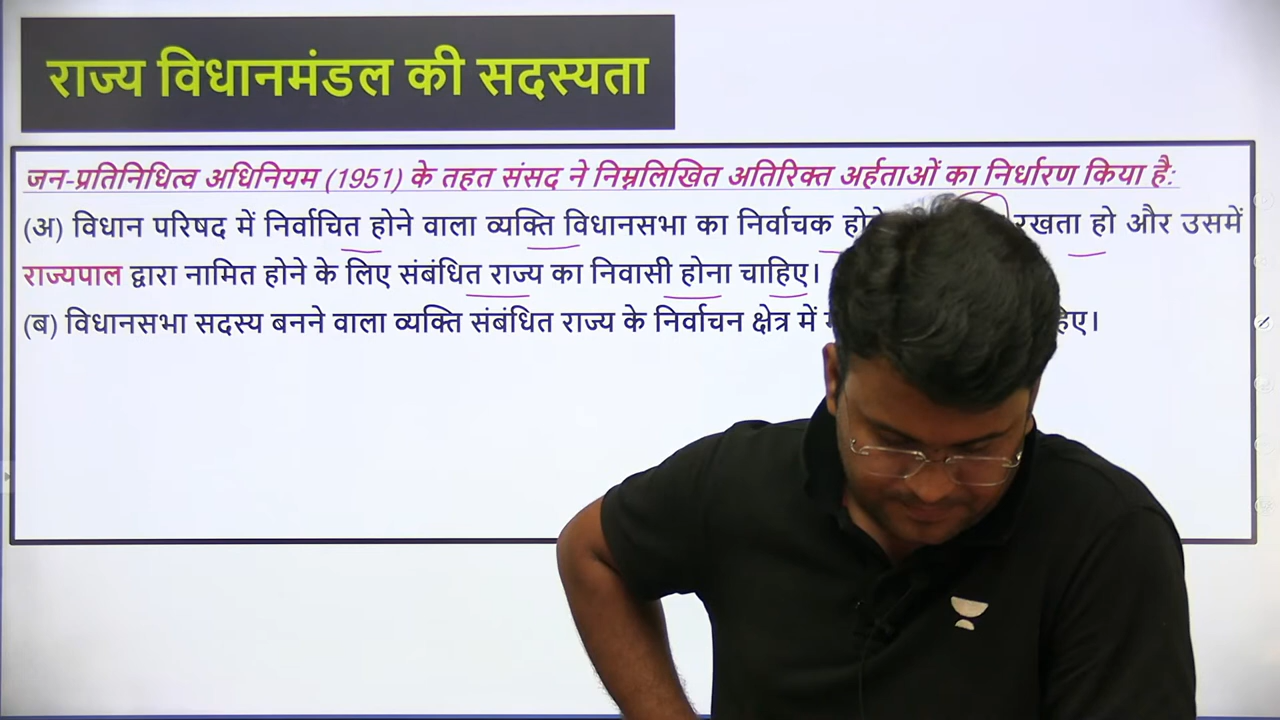 राज्य विधानमंडल की सदस्यता
जन-प्रतिनिधित्व अधिनियम (1951) के तहत संसद ने निम्नलिखित अतिरिक्त अर्हताओं का निर्धारण किया है:
(अ) विधान परिषद में निर्वाचित होने वाला व्यक्ति विधानसभा का निर्वाचक रखता हो और उसमें
राज्यपाल द्वारा नामित होने के लिए संबंधित राज्य का निवासी होना चाहिए।
(ब) विधानसभा सदस्य बनने वाला व्यक्ति संबंधित राज्य के निर्वाचन क्षेत्र में